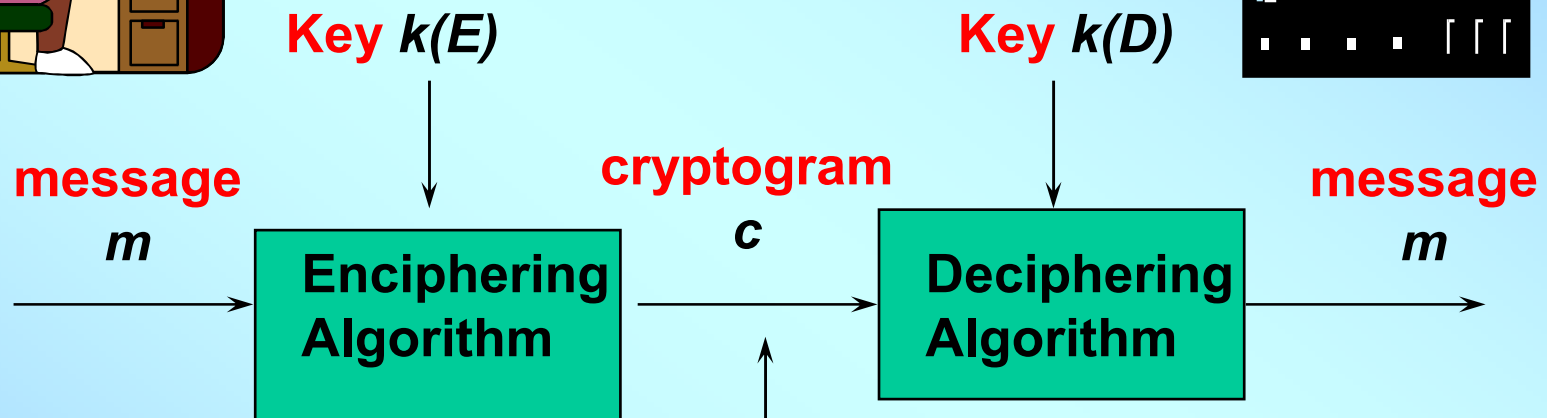 Key k(E)
Key k(D)
message
m
cryptogram
c
message
m
Enciphering
Algorithm
Deciphering
Algorithm